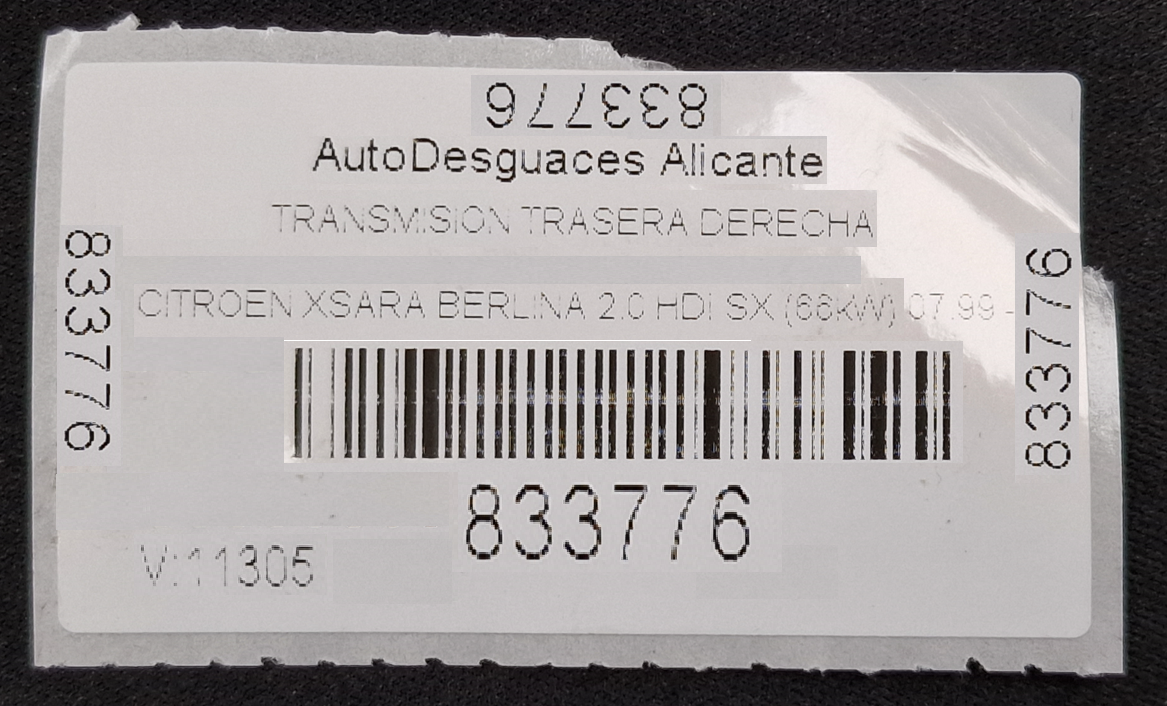 833776
AutoDesguaces Alicante
TRANSMISION TRASERA DERECHA
833776
833776
CITROEN XSARA BERLINA 2.0 HDi SX (66kW) 07.99 -
833776
V:11305